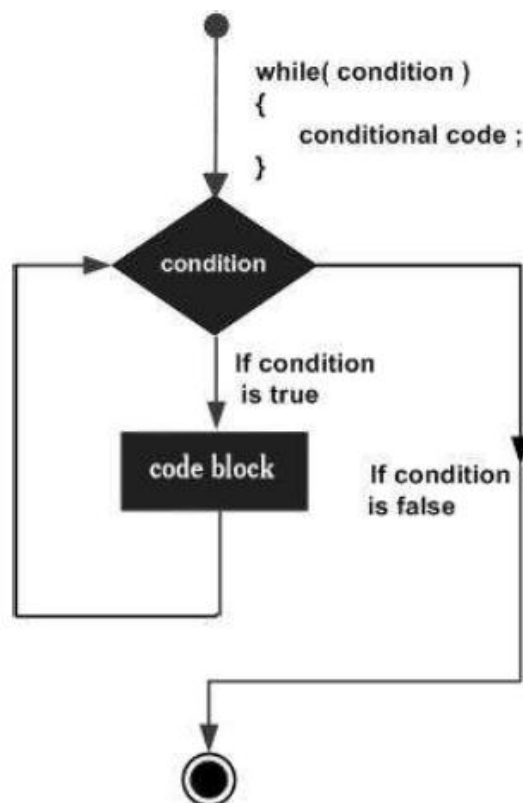 while( condition )
{
conditional code ;
}
condition
If condition
is true
code block
If condition
is false